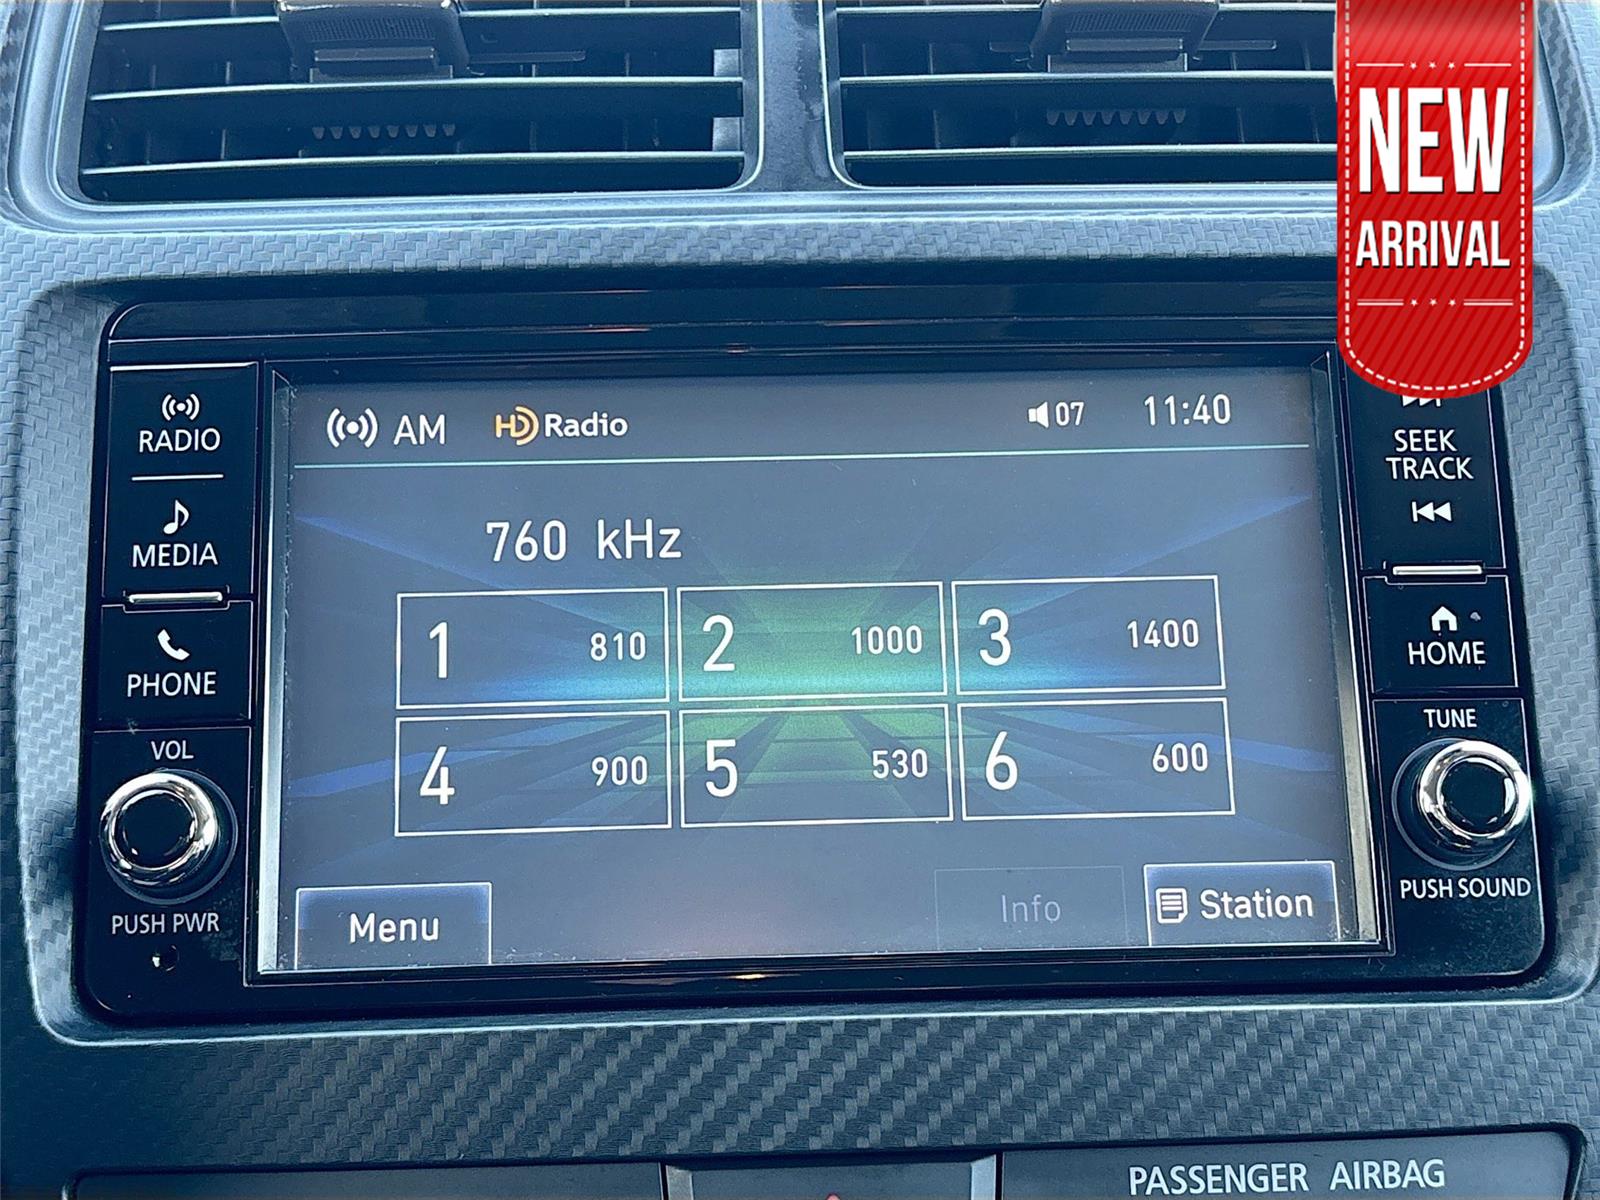 NEW
ARRIVAL
RADIO
MEDIA
PHONE
VOL
PUSH PWR
AM HD Radio 07 11:40
760 kHz
1 810 2 1000 3 1400
4 900 5 530 6 600
Menu Info Station
SEEK
TRACK
HOME
TUNE
PUSH SOUND
PASSENGER AIRBAG